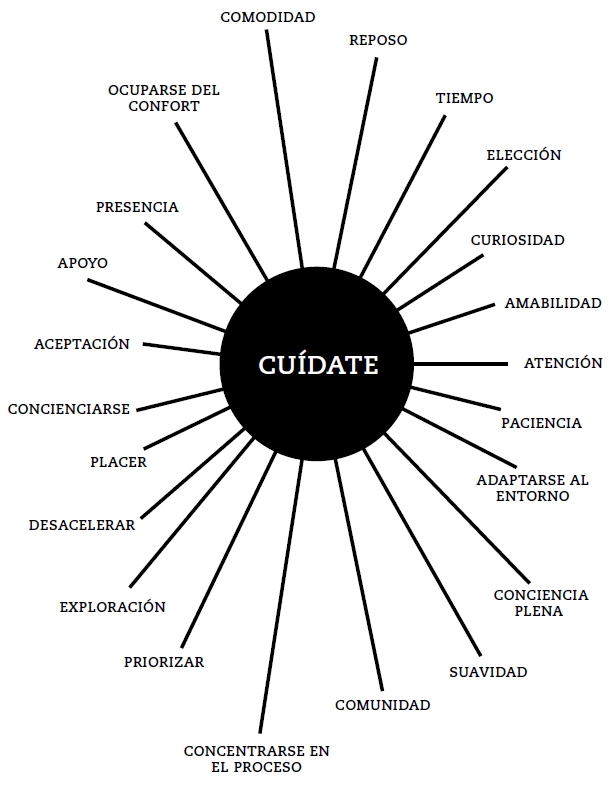 COMODIDAD
REPOSO
OCUPARSE DEL
CONFORT
TIEMPO
ELECCIÓN
PRESENCIA
CURIOSIDAD
APOYO
AMABILIDAD
ACEPTACIÓN
CUÍDATE
ATENCIÓN
CONCIENCIARSE
PACIENCIA
PLACER
ADAPTARSE AL
ENTORNO
DESACELERAR
CONCIENCIA
PLENA
EXPLORACIÓN
PRIORIZAR
SUAVIDAD
COMUNIDAD
CONCENTRARSE EN
EL PROCESO